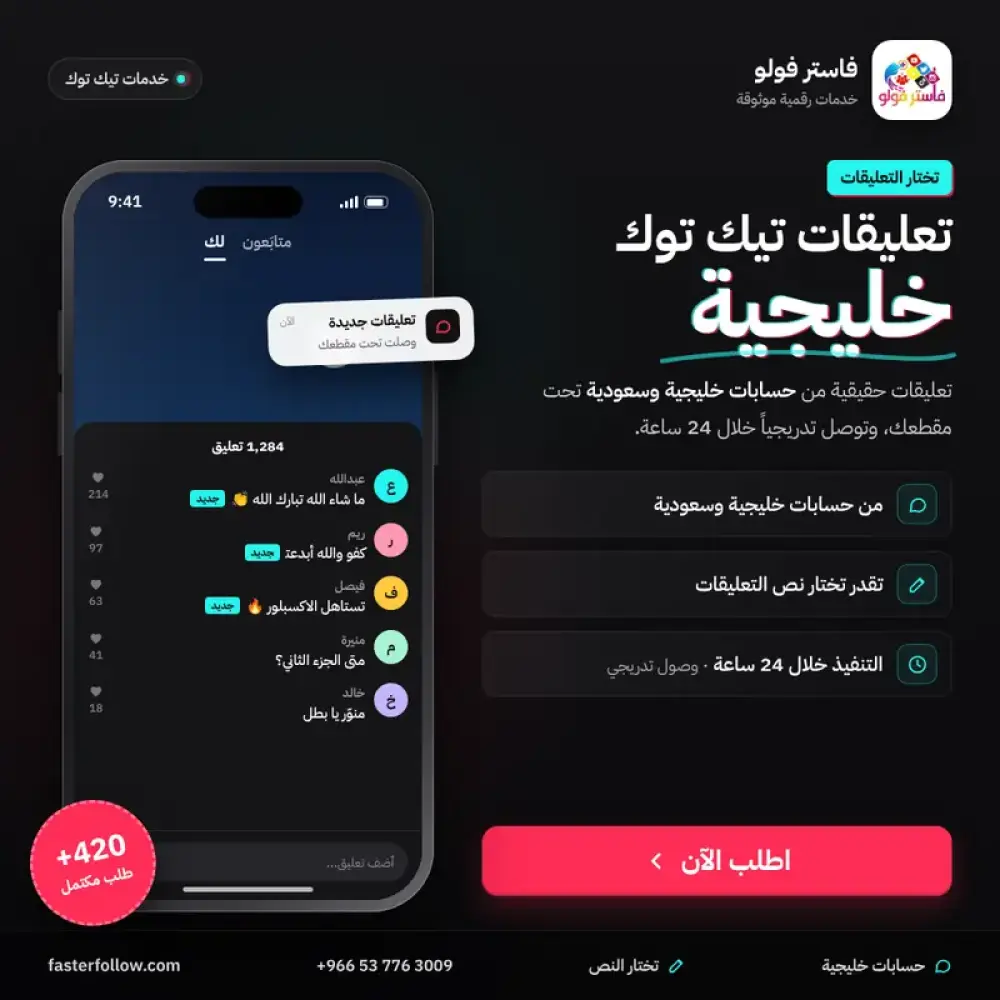 فاستر فولو
فاستر فولو
خدمات رقمية موثوقة
خدمات تيك توك
تختار التعليقات
تعليقات تيك توك
خليجية
تعليقات حقيقية من حسابات خليجية وسعودية تحت
مقطعك، وتوصل تدريجياً خلال 24 ساعة.
من حسابات خليجية وسعودية
تقدر تختار نص التعليقات
التنفيذ خلال 24 ساعة · وصول تدريجي
اطلب الآن
9:41
متابَعون لك
تعليقات جديدة الآن
وصلت تحت مقطعك
1,284 تعليق
ع
عبدالله
ما شاء الله تبارك الله 👏 جديد
214
ر
ريم
كفو والله أبدعت جديد
97
ف
فيصل
تستاهل الاكسبلور 🔥 جديد
63
م
منيرة
متى الجزء الثاني؟
41
خ
خالد
منوّر يا بطل
18
أضف تعليق...
+420
طلب مكتمل
حسابات خليجية
تختار النص
+966 53 776 3009
fasterfollow.com